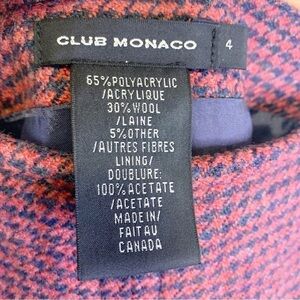 CLUB MONACO 4
65%POLYACRYLIC
/ACRYLIQUE
30%WOOL
/LAINE
5%OTHER
/AUTRES FIBRES
LINING/
DOUBLURE:
100%ACETATE
/ACETATE
MADE IN/
FAIT AU
CANADA